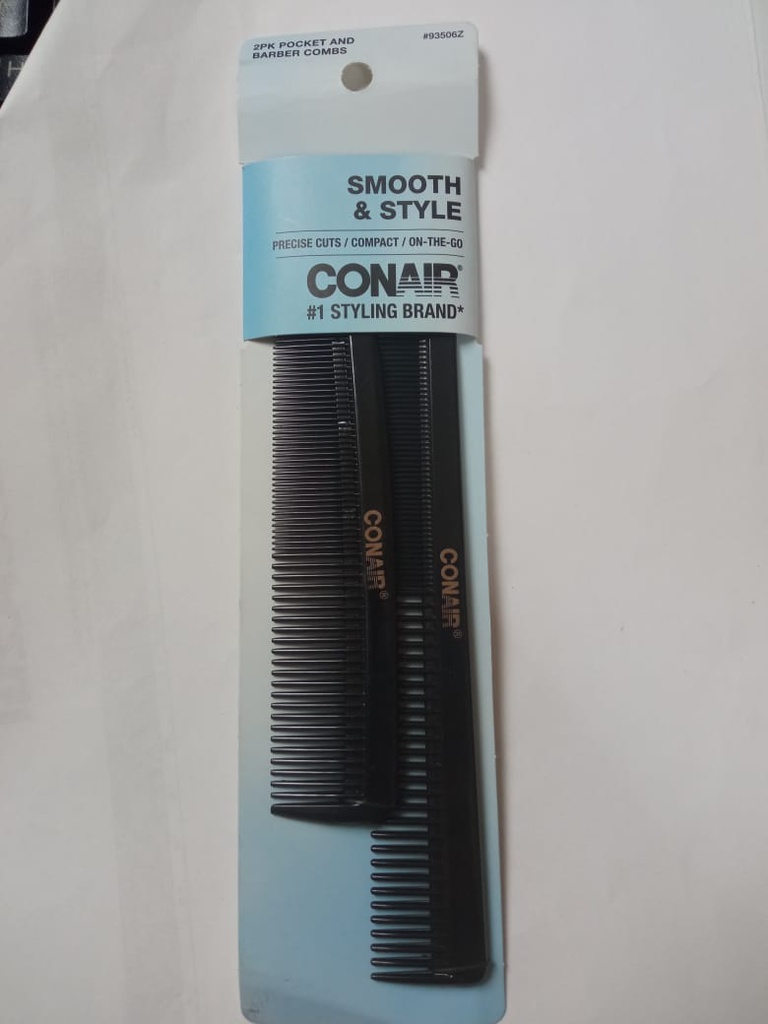 2PK POCKET AND
BARBER COMBS
#93506Z
SMOOTH
& STYLE
PRECISE CUTS / COMPACT / ON-THE-GO
CONAIR®
#1 STYLING BRAND*
CONAIR®
CONAIR®
H